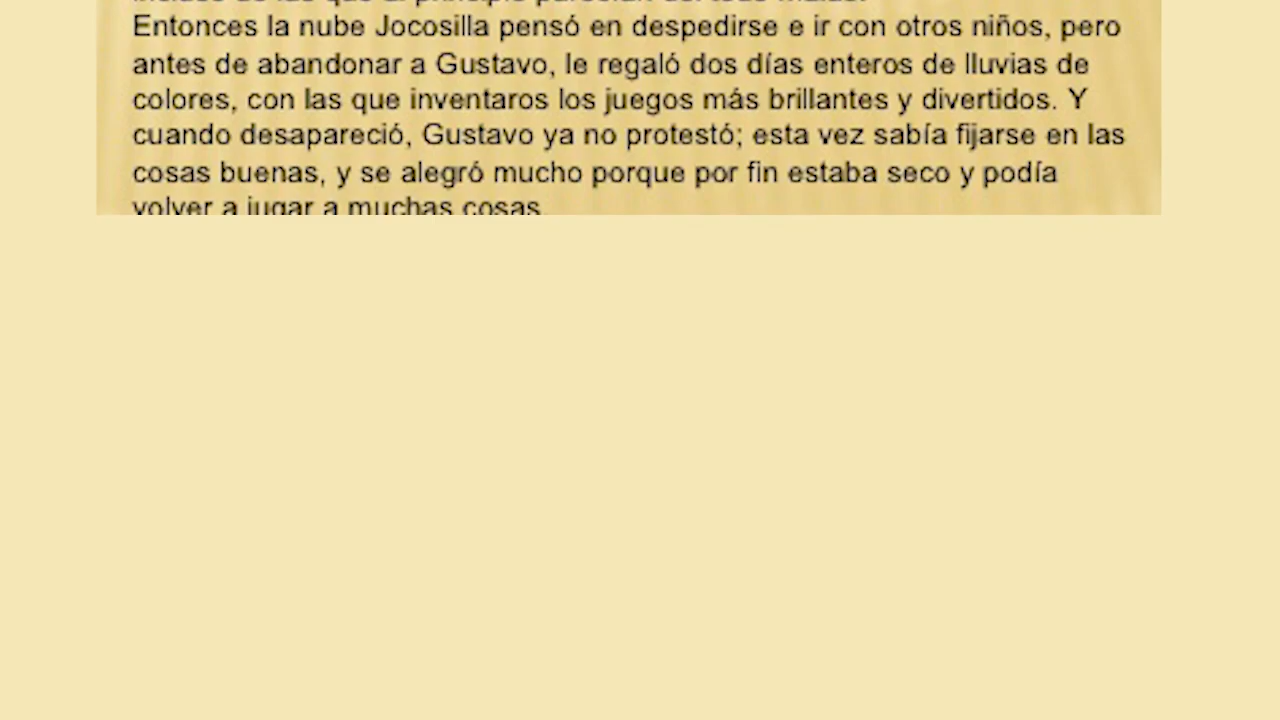 Entonces la nube Jocosilla pensó en despedirse e ir con otros niños, pero
antes de abandonar a Gustavo, le regaló dos días enteros de lluvias de
colores, con las que inventaros los juegos más brillantes y divertidos. Y
cuando desapareció, Gustavo ya no protestó; esta vez sabía fijarse en las
cosas buenas, y se alegró mucho porque por fin estaba seco y podía
volver a jugar a muchas cosas.